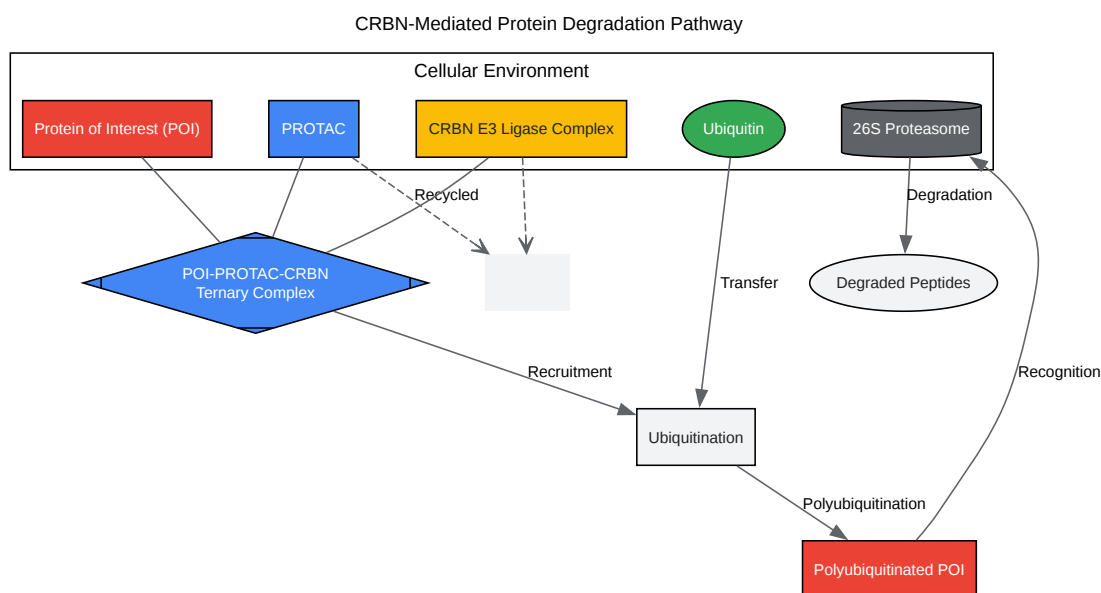 CRBN-Mediated Protein Degradation Pathway
Cellular Environment
Protein of Interest (POI)
PROTAC
CRBN E3 Ligase Complex
Ubiquitin
26S Proteasome
Recycled
Degradation
POI-PROTAC-CRBN
Ternary Complex
Transfer
Degraded Peptides
Recruitment
Recognition
Ubiquitination
Polyubiquitination
Polyubiquitinated POI